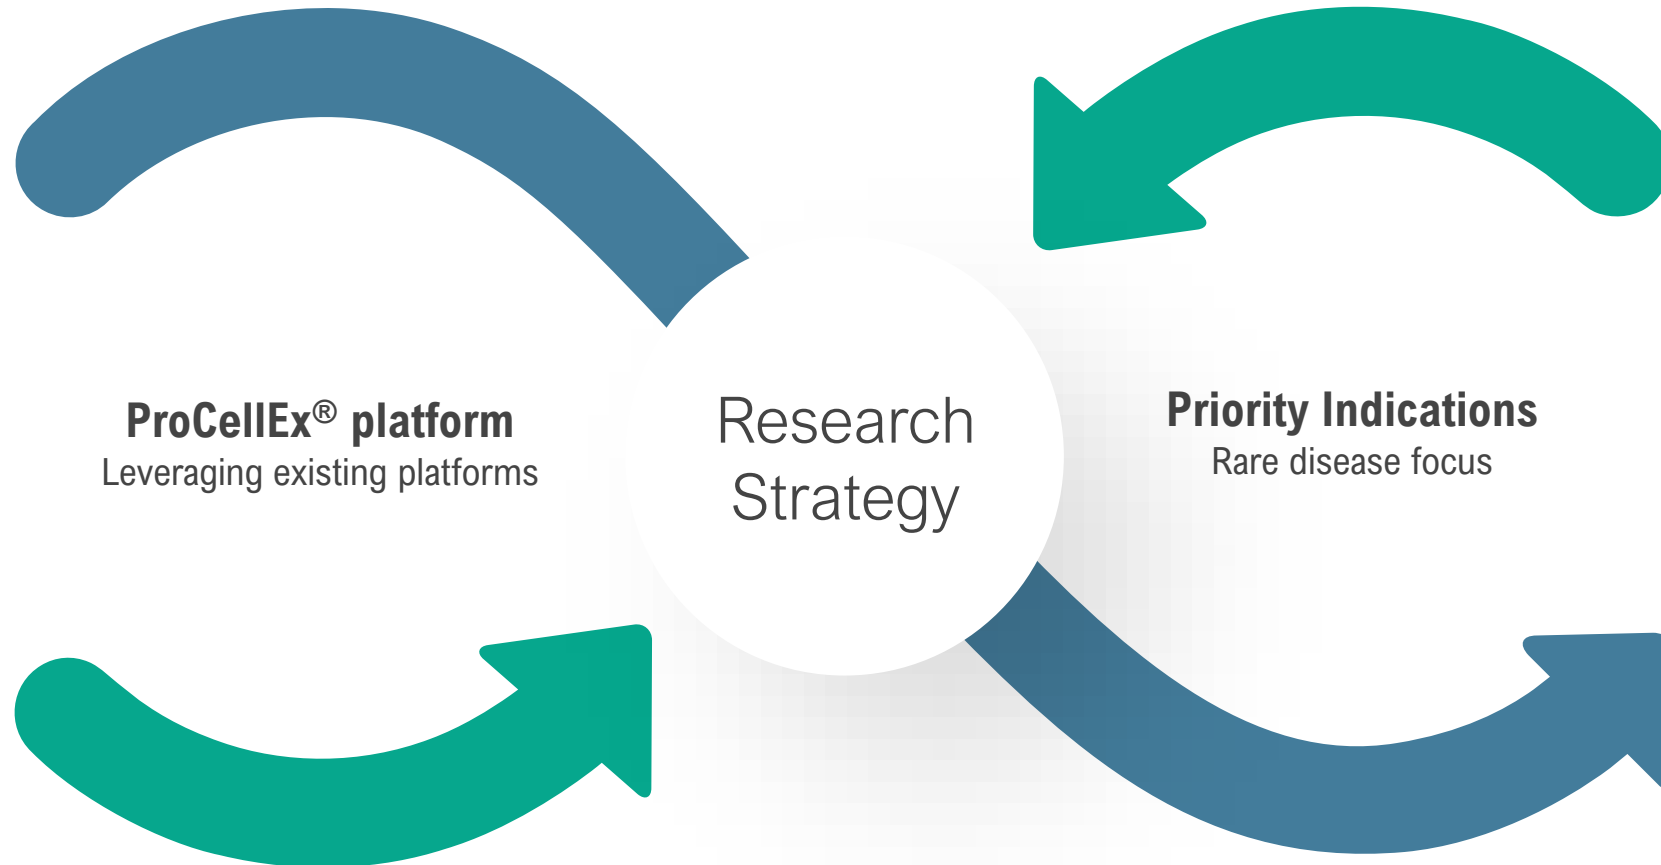 ProCellEx® platform
Leveraging existing platforms
Research
Strategy
Priority Indications
Rare disease focus